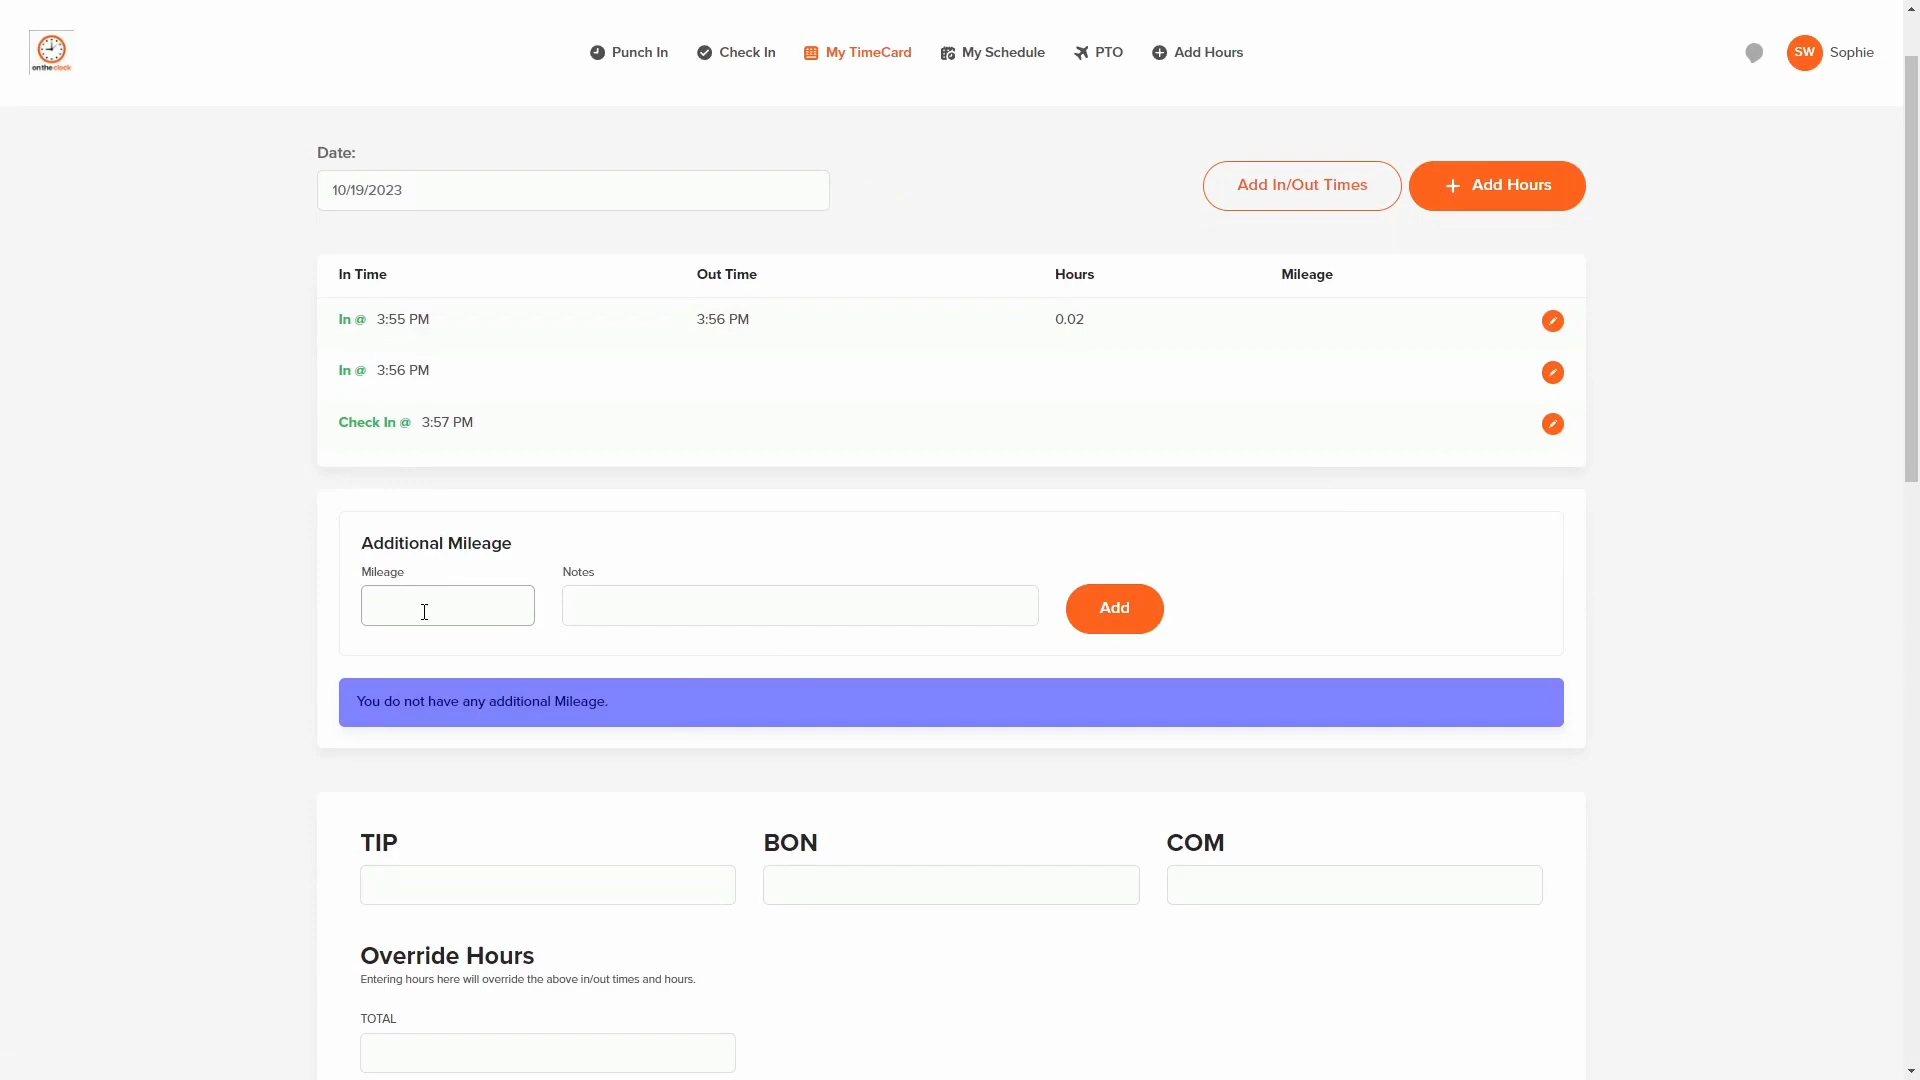 on the clock
Punch In
Check In
My TimeCard
My Schedule
PTO
Add Hours
SW Sophie
Date:
10/19/2023
Add In/Out Times
+ Add Hours
In Time Out Time Hours Mileage
In @ 3:55 PM 3:56 PM 0.02
In @ 3:56 PM
Check In @ 3:57 PM
Additional Mileage
Mileage Notes
Add
You do not have any additional Mileage.
TIP BON COM
Override Hours
Entering hours here will override the above in/out times and hours.
TOTAL